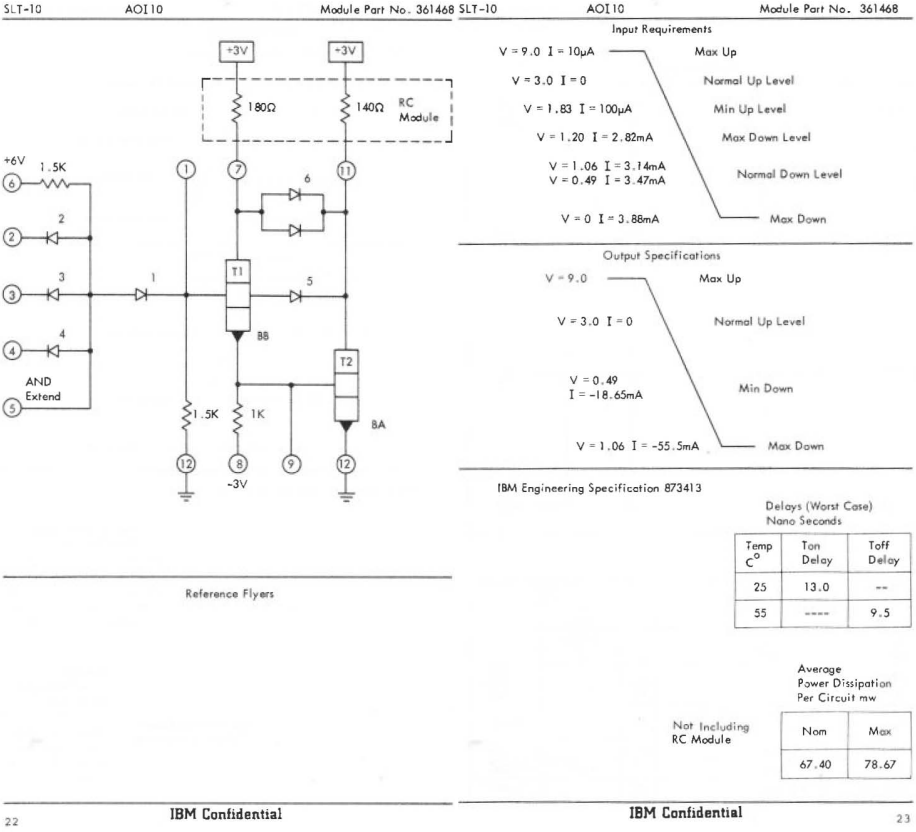 SLT-10 AOI10 Module Part No. 361468
+3V +3V
180Ω 140Ω RC
Module
+6V
1.5K
6 1 7 11
6
2
2
3 1 T1 5
3
4 BB
4 T2
AND
Extend
5
1.5K 1K BA
12 8 9 12
-3V
Reference Flyers
22 IBM Confidential
SLT-10 AOI10 Module Part No. 361468
Input Requirements
V = 9.0 I = 10µA Max Up
V = 3.0 I = 0 Normal Up Level
V = 1.83 I = 100µA Min Up Level
V = 1.20 I = 2.82mA Max Down Level
V = 1.06 I = 3.14mA
V = 0.49 I = 3.47mA Normal Down Level
V = 0 I = 3.88mA Max Down
Output Specifications
V = 9.0 Max Up
V = 3.0 I = 0 Normal Up Level
V = 0.49
I = -18.65mA Min Down
V = 1.06 I = -55.5mA Max Down
IBM Engineering Specification 873413
Delays (Worst Case)
Nano Seconds
Temp C° Ton Delay Toff Delay
25 13.0 --
55 ---- 9.5
Average
Power Dissipation
Per Circuit mw
Not Including
RC Module
Nom Max
67.40 78.67
IBM Confidential 23